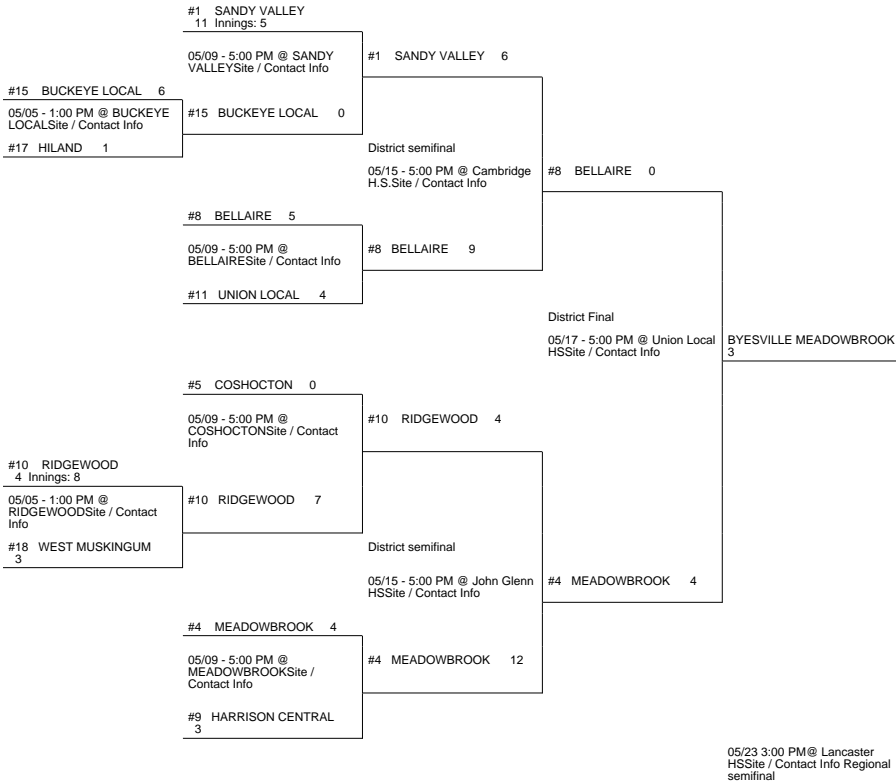 #1 SANDY VALLEY
11 Innings: 5
05/09 - 5:00 PM @ SANDY
VALLEYSite / Contact Info
#1 SANDY VALLEY 6
#15 BUCKEYE LOCAL 6
05/05 - 1:00 PM @ BUCKEYE
LOCALSite / Contact Info
#17 HILAND 1
#15 BUCKEYE LOCAL 0
District semifinal
05/15 - 5:00 PM @ Cambridge
H.S.Site / Contact Info
#8 BELLAIRE 0
#8 BELLAIRE 5
05/09 - 5:00 PM @
BELLAIRESite / Contact Info
#8 BELLAIRE 9
#11 UNION LOCAL 4
District Final
05/17 - 5:00 PM @ Union Local
HSSite / Contact Info
BYESVILLE MEADOWBROOK
3
#5 COSHOCTON 0
05/09 - 5:00 PM @
COSHOCTONSite / Contact
Info
#10 RIDGEWOOD 4
#10 RIDGEWOOD
4 Innings: 8
05/05 - 1:00 PM @
RIDGEWOODSite / Contact
Info
#10 RIDGEWOOD 7
#18 WEST MUSKINGUM
3
District semifinal
05/15 - 5:00 PM @ John Glenn
HSSite / Contact Info
#4 MEADOWBROOK 4
#4 MEADOWBROOK 4
05/09 - 5:00 PM @
MEADOWBROOKSite /
Contact Info
#4 MEADOWBROOK 12
#9 HARRISON CENTRAL
3
05/23 3:00 PM@ Lancaster
HSSite / Contact Info Regional
semifinal